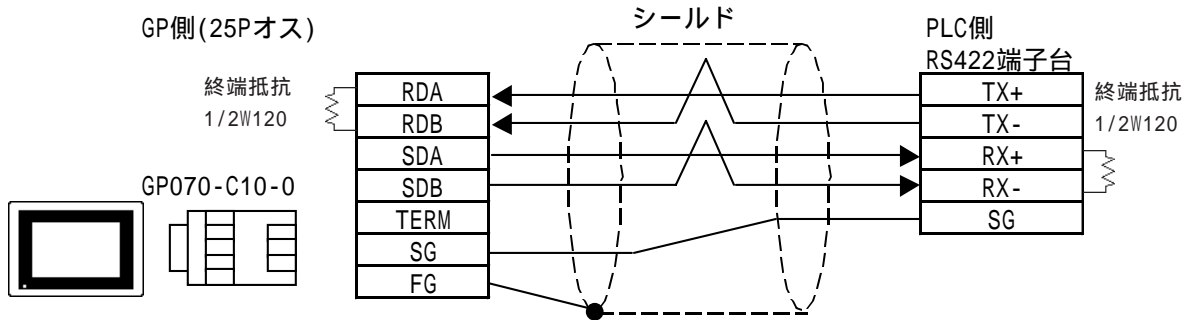 シールド
GP側(25Pオス)
PLC側
RS422端子台
終端抵抗
1/2W120
RDA
RDB
SDA
SDB
TERM
SG
FG
TX+
TX-
RX+
RX-
SG
終端抵抗
1/2W120
GP070-C10-0